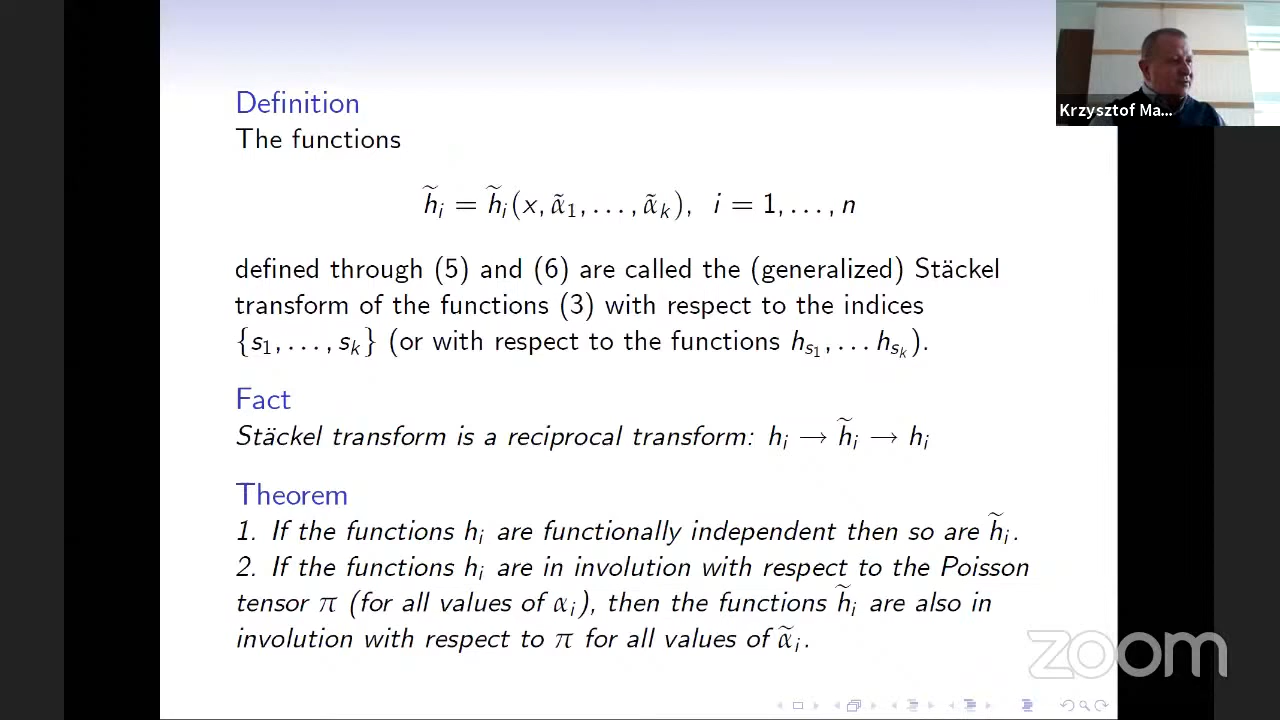 Definition
The functions
h̃ᵢ = h̃ᵢ(x, α̃₁, . . . , α̃ₖ), i = 1, . . . , n
defined through (5) and (6) are called the (generalized) Stäckel
transform of the functions (3) with respect to the indices
{s₁, . . . , sₖ} (or with respect to the functions h_{s₁}, . . . h_{sₖ}).
Fact
Stäckel transform is a reciprocal transform: hᵢ → h̃ᵢ → hᵢ
Theorem
1. If the functions hᵢ are functionally independent then so are h̃ᵢ.
2. If the functions hᵢ are in involution with respect to the Poisson
tensor π (for all values of αᵢ), then the functions h̃ᵢ are also in
involution with respect to π for all values of α̃ᵢ.
Krzysztof Ma...
zoom